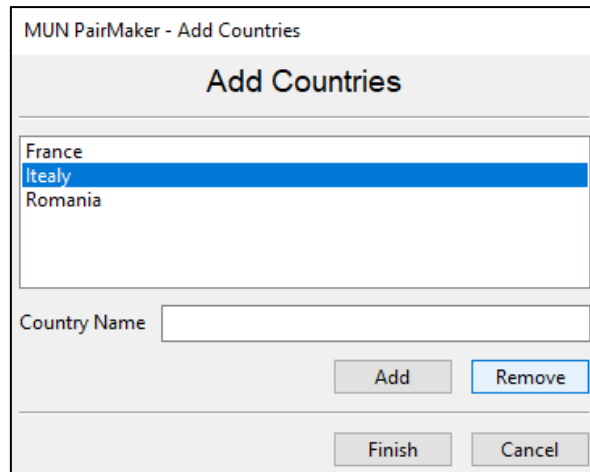 MUN PairMaker - Add Countries
Add Countries
France
Itealy
Romania
Country Name
Add Remove
Finish Cancel